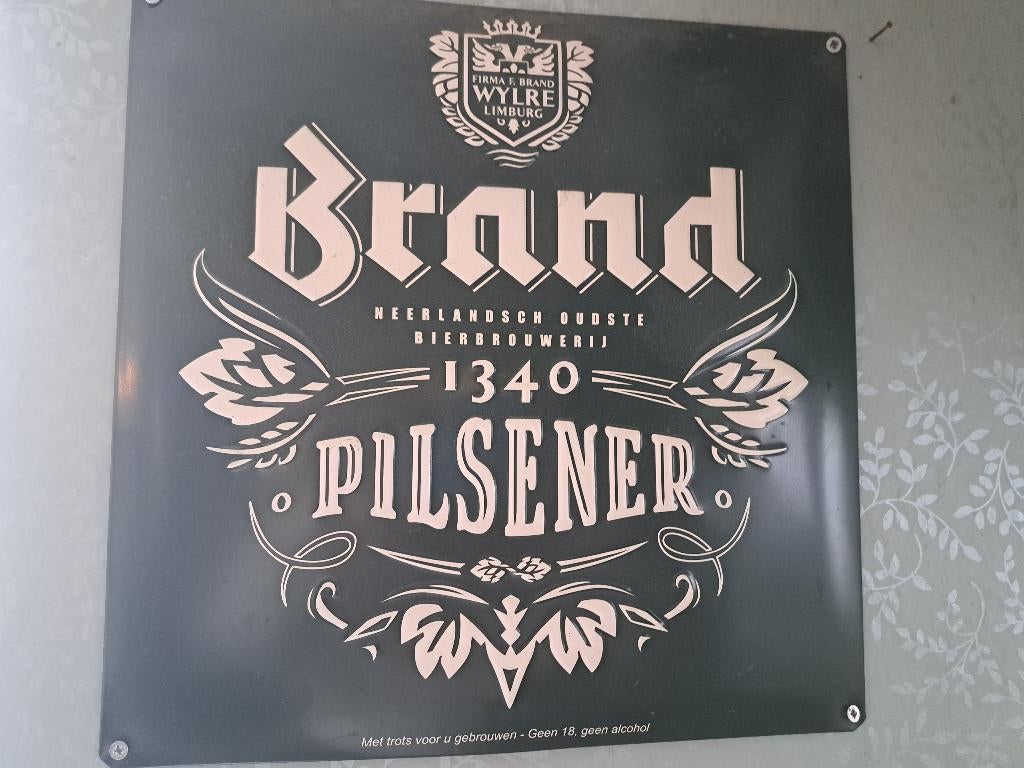 FIRMA F. BRAND
WYLRE
LIMBURG
Brand
NEERLANDSCH OUDSTE
BIERBROUWERIJ
1340
PILSENER
Met trots voor u gebrouwen - Geen 18, geen alcohol